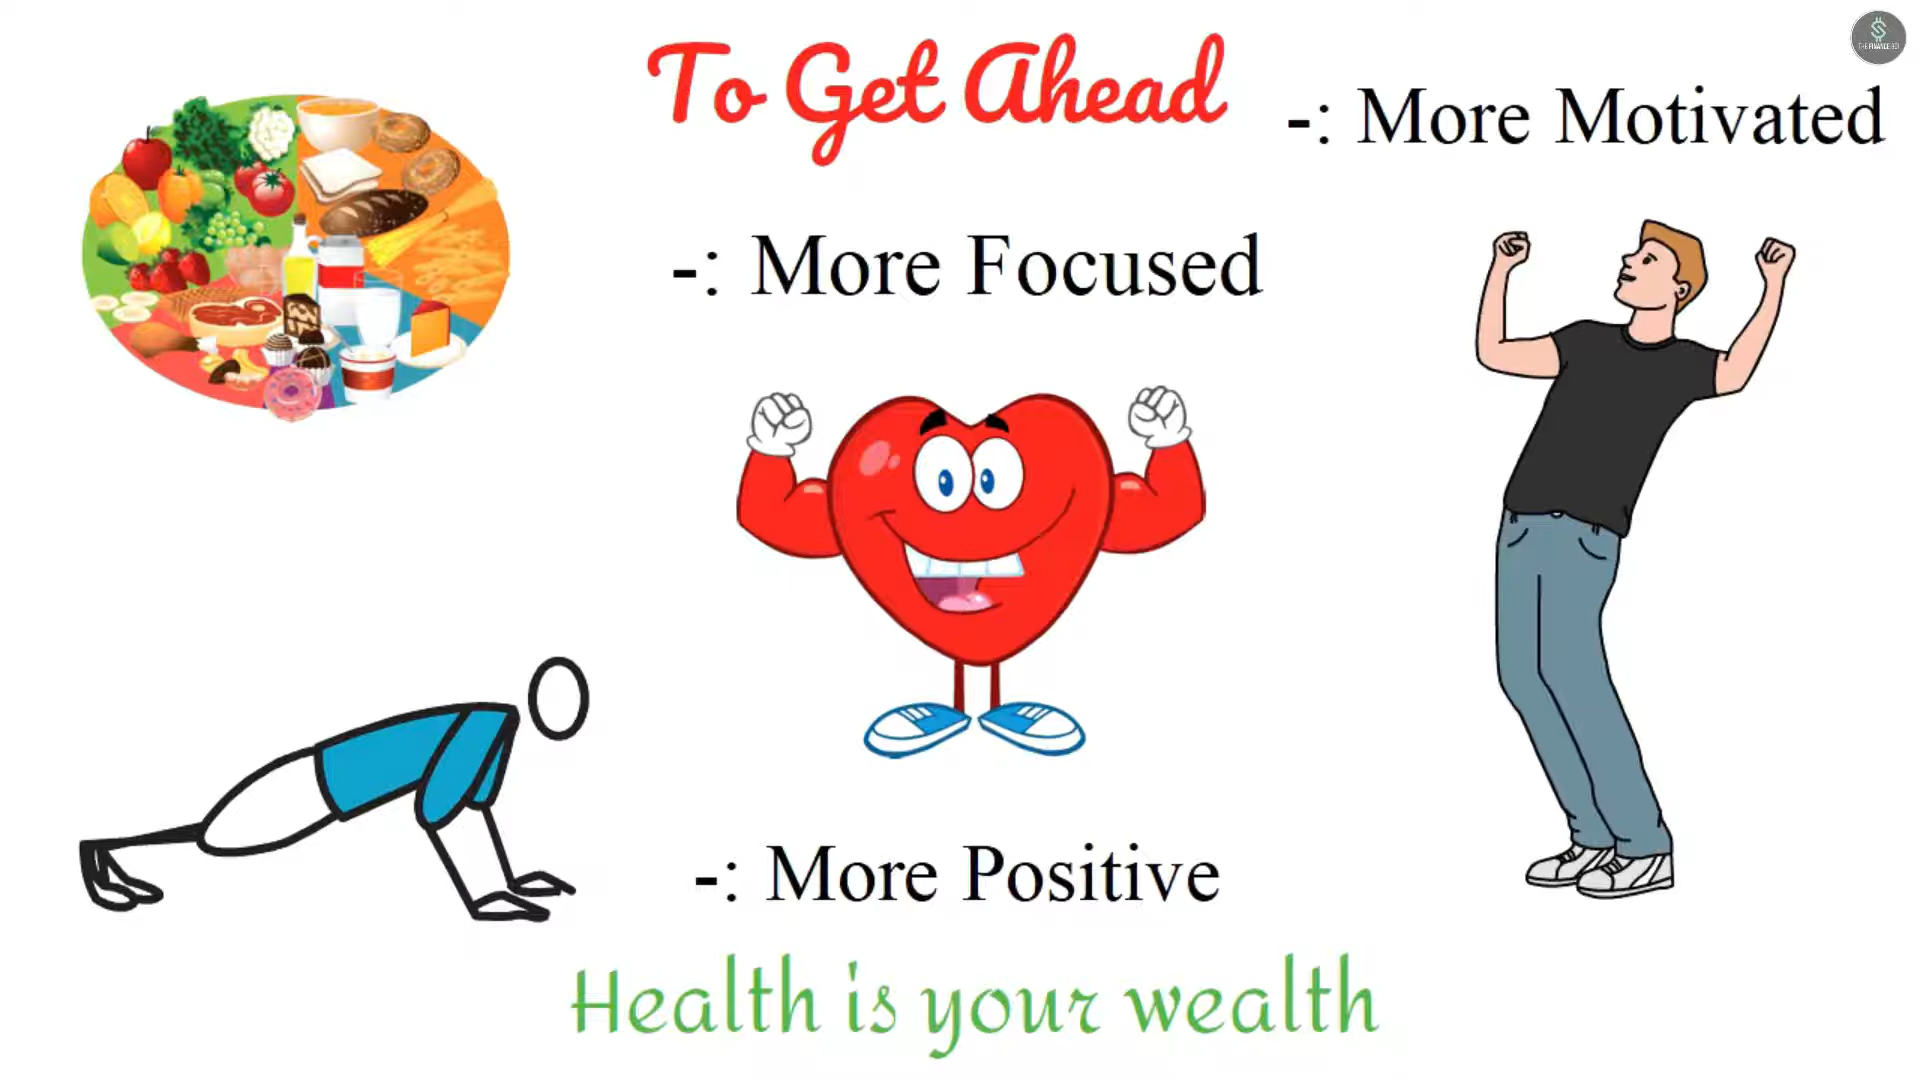 To Get Ahead
-: More Motivated
-: More Focused
-: More Positive
Health is your wealth